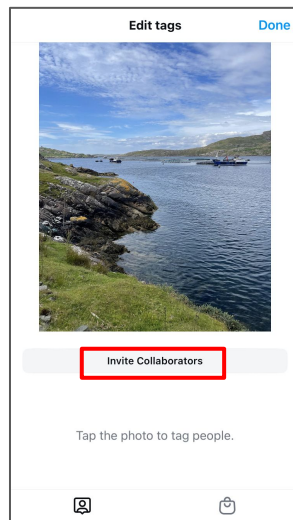 Edit tags Done
Invite Collaborators
Tap the photo to tag people.